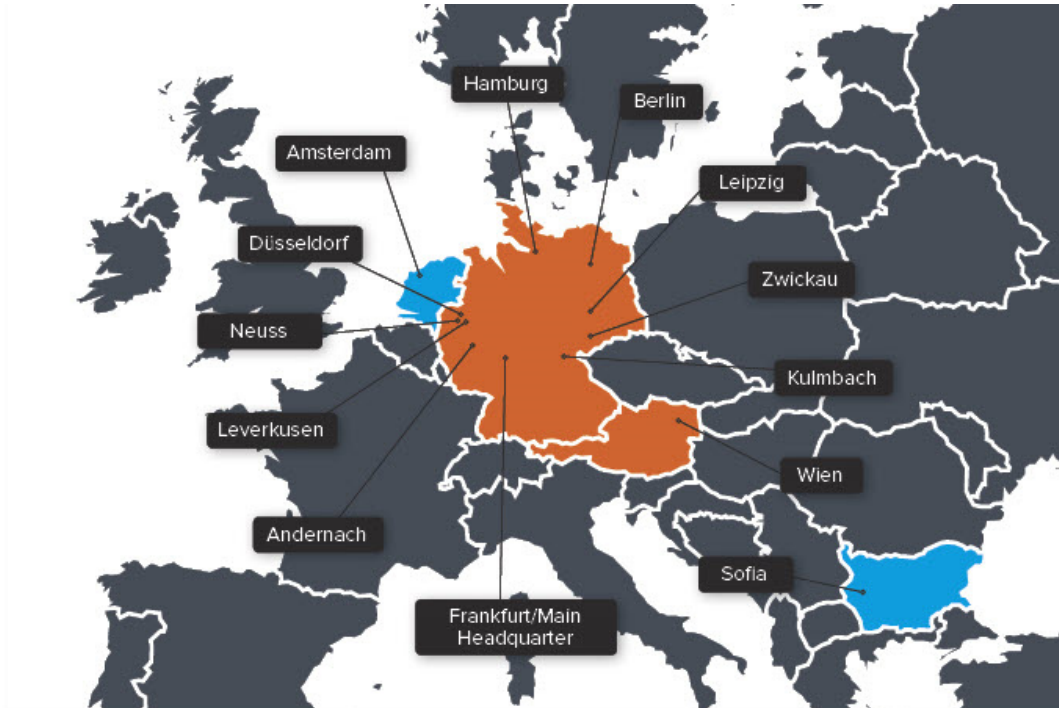 Hamburg
Berlin
Amsterdam
Leipzig
Düsseldorf
Zwickau
Neuss
Kulmbach
Leverkusen
Wien
Andernach
Sofia
Frankfurt/Main
Headquarter